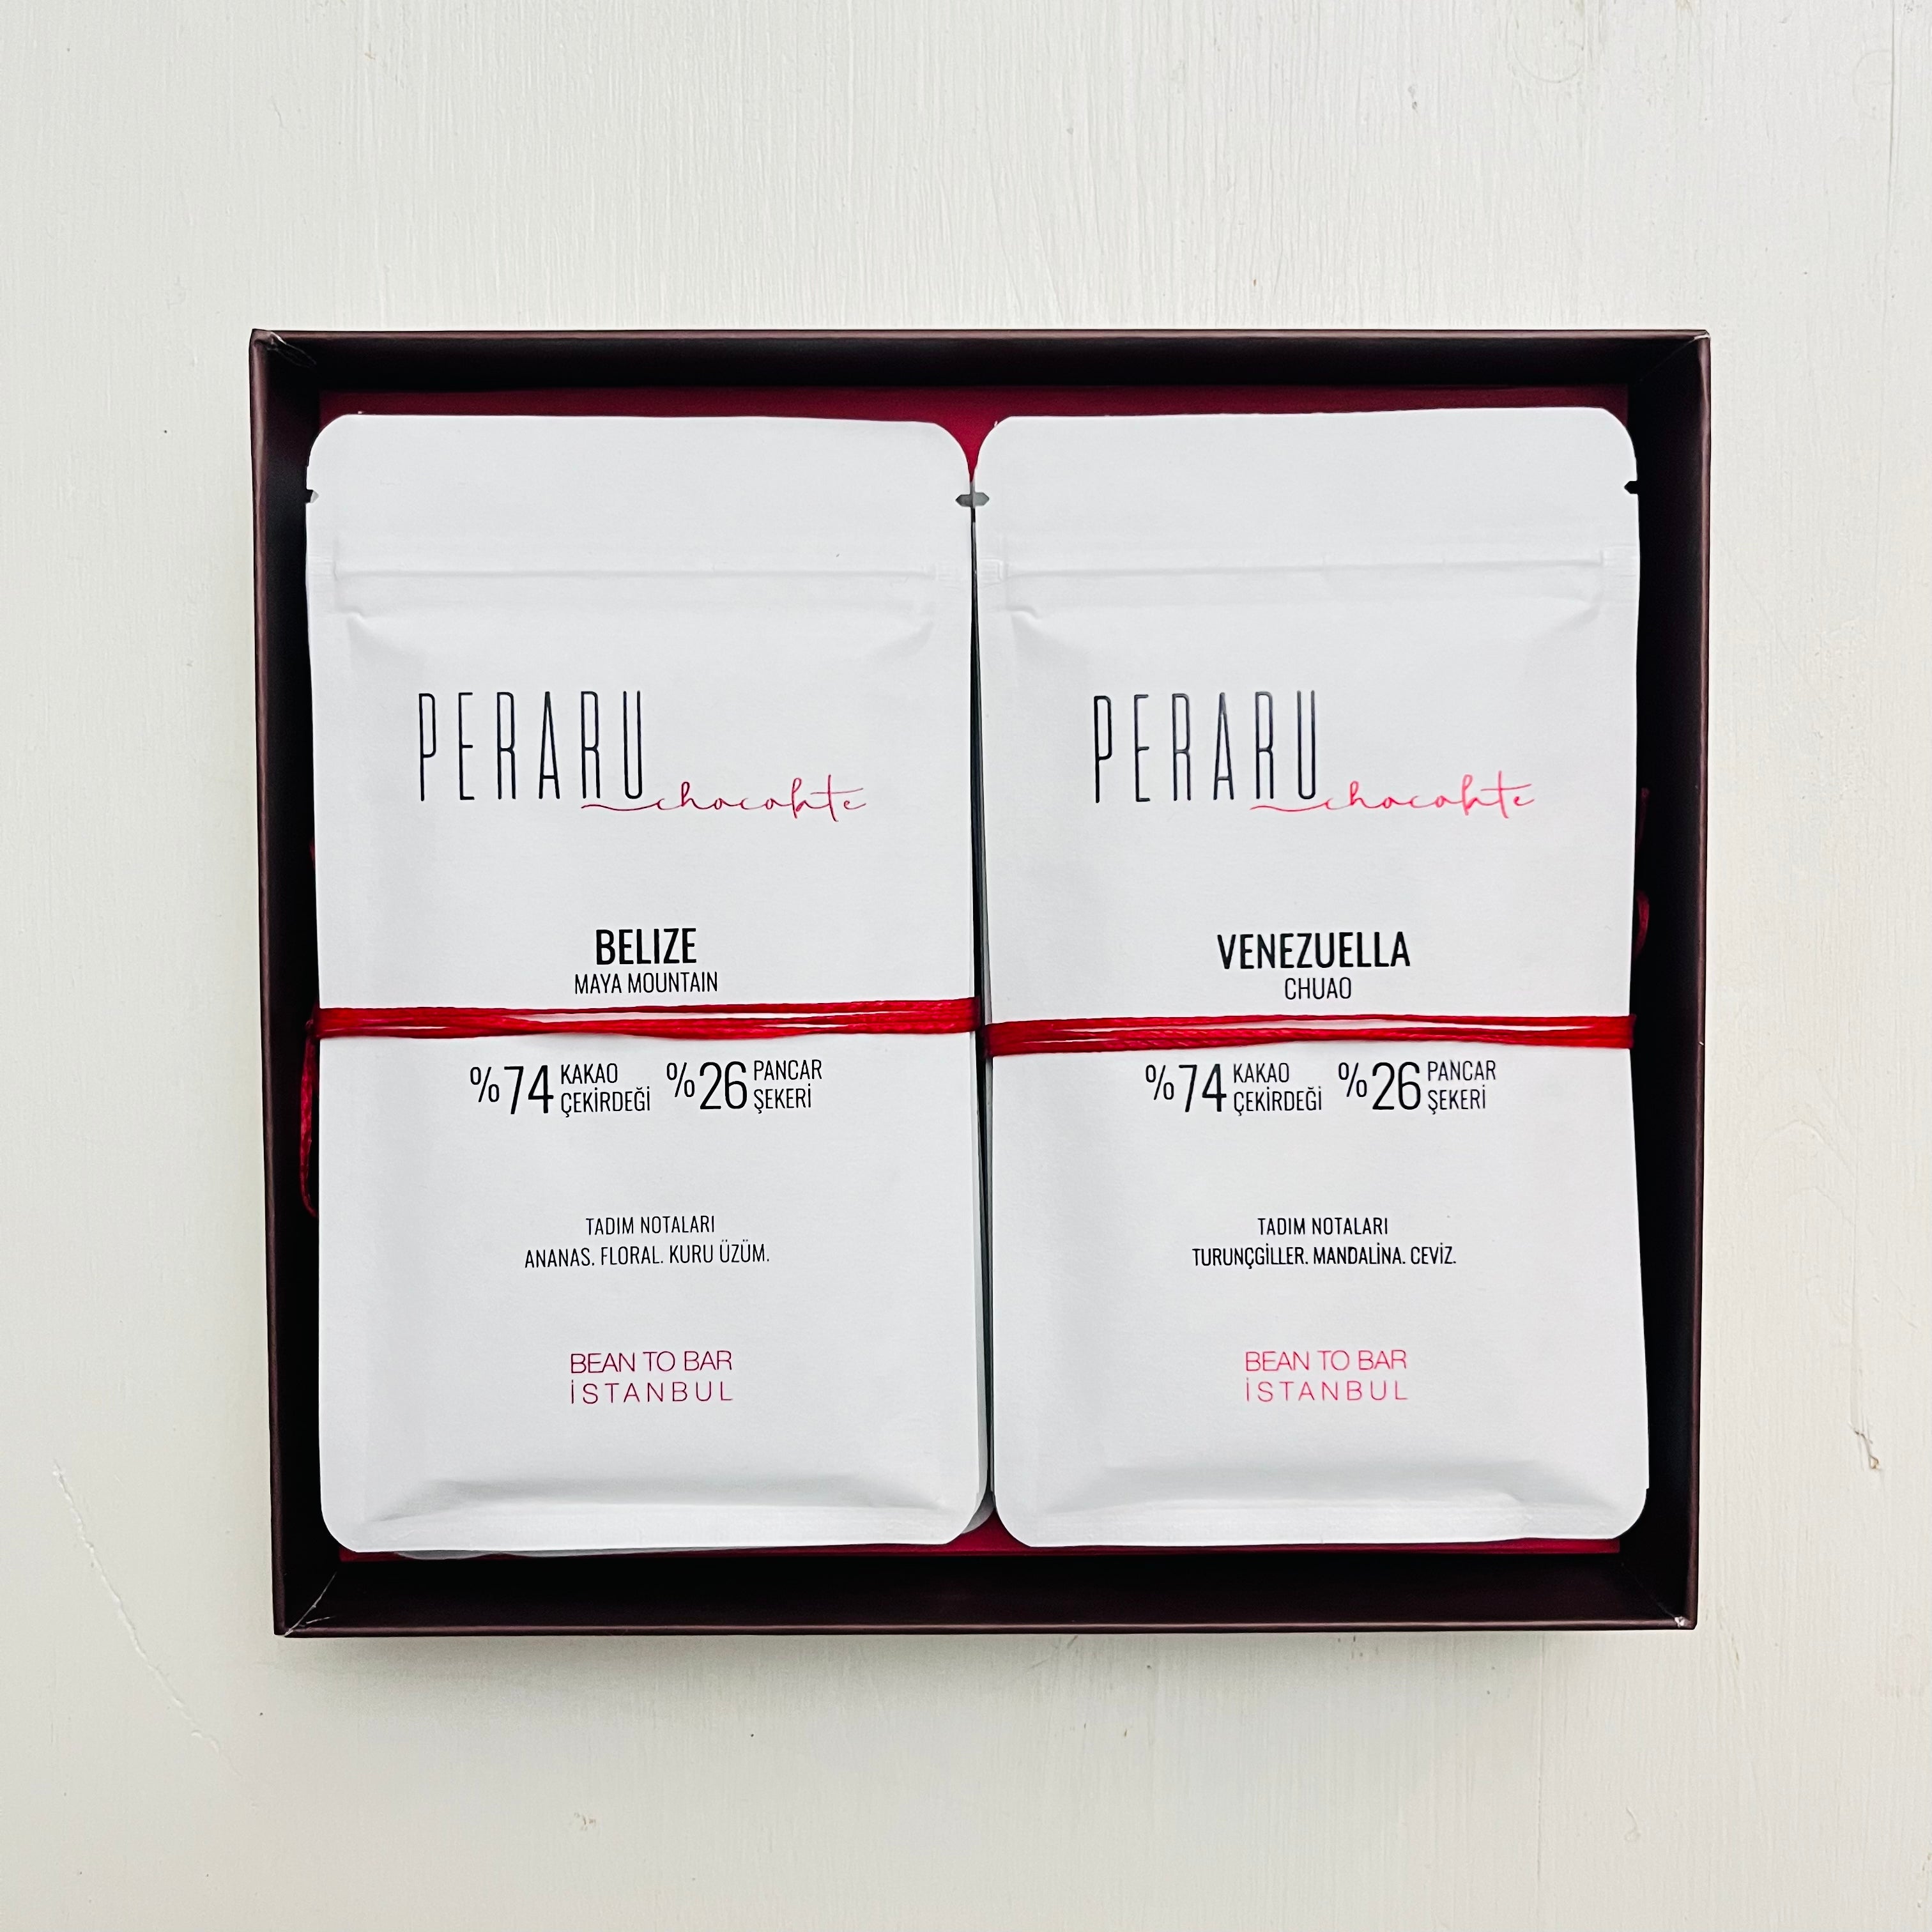 PERARU
chocolate
BELIZE
MAYA MOUNTAIN
%74 KAKAO ÇEKİRDEĞİ %26 PANCAR ŞEKERİ
TADIM NOTALARI
ANANAS. FLORAL. KURU ÜZÜM.
BEAN TO BAR
İSTANBUL
PERARU
chocolate
VENEZUELLA
CHUAO
%74 KAKAO ÇEKİRDEĞİ %26 PANCAR ŞEKERİ
TADIM NOTALARI
TURUNÇGİLLER. MANDALİNA. CEVİZ.
BEAN TO BAR
İSTANBUL